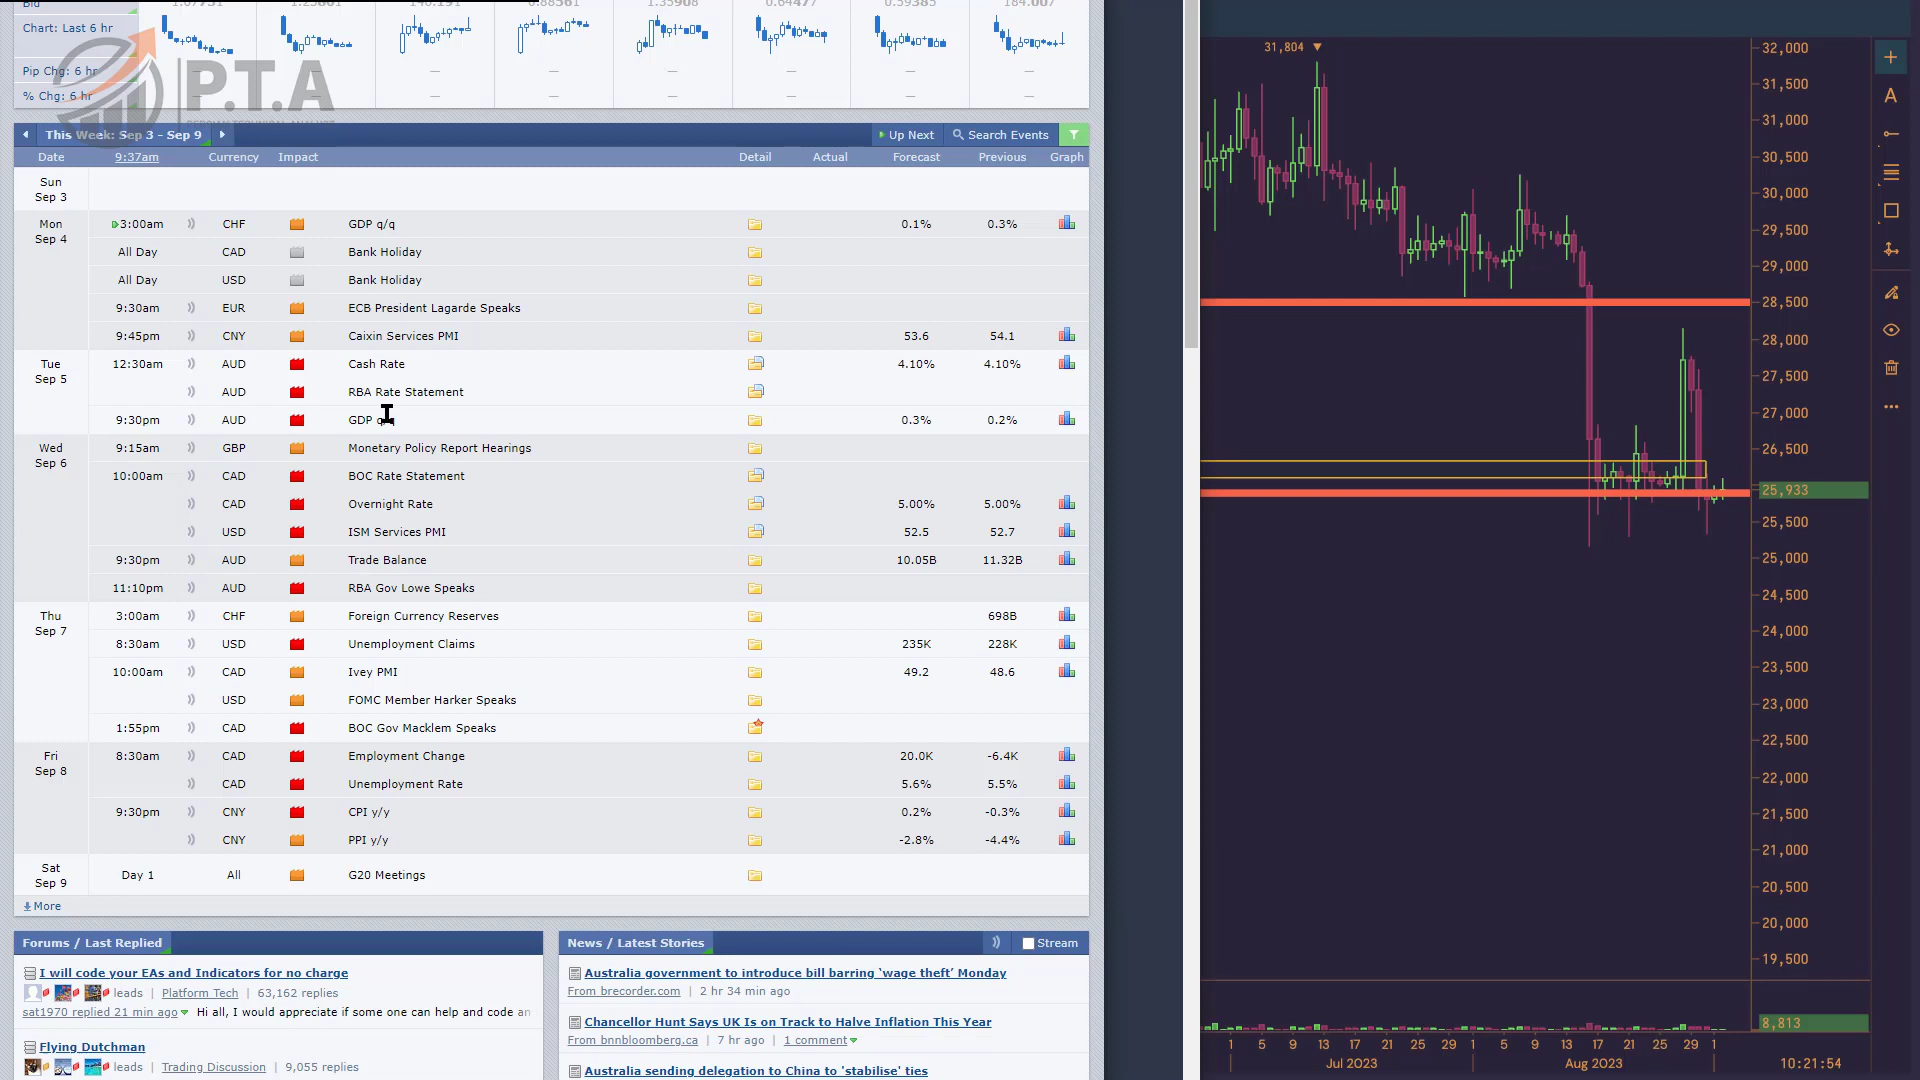 Bid
Chart: Last 6 hr
Pip Chg: 6 hr — — — — — — — —
% Chg: 6 hr — — — — — — — —
P.T.A
This Week: Sep 3 - Sep 9 Up Next Search Events
Date 9:37am Currency Impact Detail Actual Forecast Previous Graph
Sun
Sep 3
Mon
Sep 4
3:00am CHF GDP q/q 0.1% 0.3%
All Day CAD Bank Holiday
All Day USD Bank Holiday
9:30am EUR ECB President Lagarde Speaks
9:45pm CNY Caixin Services PMI 53.6 54.1
Tue
Sep 5
12:30am AUD Cash Rate 4.10% 4.10%
AUD RBA Rate Statement
9:30pm AUD GDP 0.3% 0.2%
Wed
Sep 6
9:15am GBP Monetary Policy Report Hearings
10:00am CAD BOC Rate Statement
CAD Overnight Rate 5.00% 5.00%
USD ISM Services PMI 52.5 52.7
9:30pm AUD Trade Balance 10.05B 11.32B
11:10pm AUD RBA Gov Lowe Speaks
Thu
Sep 7
3:00am CHF Foreign Currency Reserves 698B
8:30am USD Unemployment Claims 235K 228K
10:00am CAD Ivey PMI 49.2 48.6
USD FOMC Member Harker Speaks
1:55pm CAD BOC Gov Macklem Speaks
Fri
Sep 8
8:30am CAD Employment Change 20.0K -6.4K
CAD Unemployment Rate 5.6% 5.5%
9:30pm CNY CPI y/y 0.2% -0.3%
CNY PPI y/y -2.8% -4.4%
Sat
Sep 9
Day 1 All G20 Meetings
More
Forums / Last Replied
I will code your EAs and Indicators for no charge
leads | Platform Tech | 63,162 replies
sat1970 replied 21 min ago Hi all, I would appreciate if some one can help and code an
Flying Dutchman
leads | Trading Discussion | 9,055 replies
News / Latest Stories Stream
Australia government to introduce bill barring 'wage theft' Monday
From brecorder.com | 2 hr 34 min ago
Chancellor Hunt Says UK Is on Track to Halve Inflation This Year
From bnnbloomberg.ca | 7 hr ago | 1 comment
Australia sending delegation to China to 'stabilise' ties
31,804
32,000
31,500
31,000
30,500
30,000
29,500
29,000
28,500
28,000
27,500
27,000
26,500
25,933
25,500
25,000
24,500
24,000
23,500
23,000
22,500
22,000
21,500
21,000
20,500
20,000
19,500
8,813
1 5 9 13 17 21 25 29 1 5 9 13 17 21 25 29 1
Jul 2023 Aug 2023 10:21:54
A